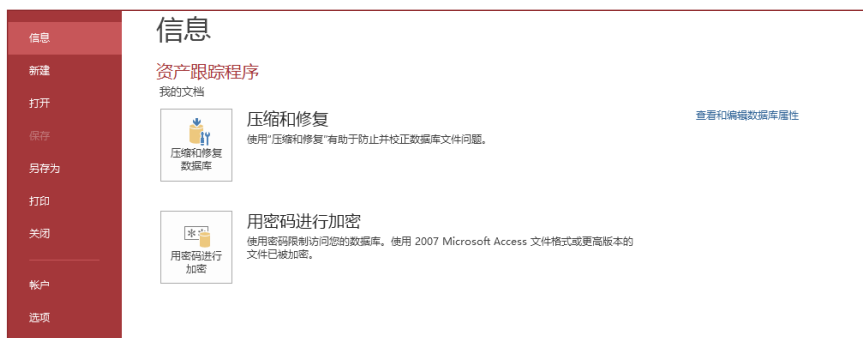 信息
新建
打开
保存
另存为
打印
关闭
帐户
选项
信息
资产跟踪程序
我的文档
压缩和修复
数据库
压缩和修复
使用"压缩和修复"有助于防止并校正数据库文件问题。
查看和编辑数据库属性
用密码进行
加密
用密码进行加密
使用密码限制访问您的数据库。使用 2007 Microsoft Access 文件格式或更高版本的
文件已被加密。